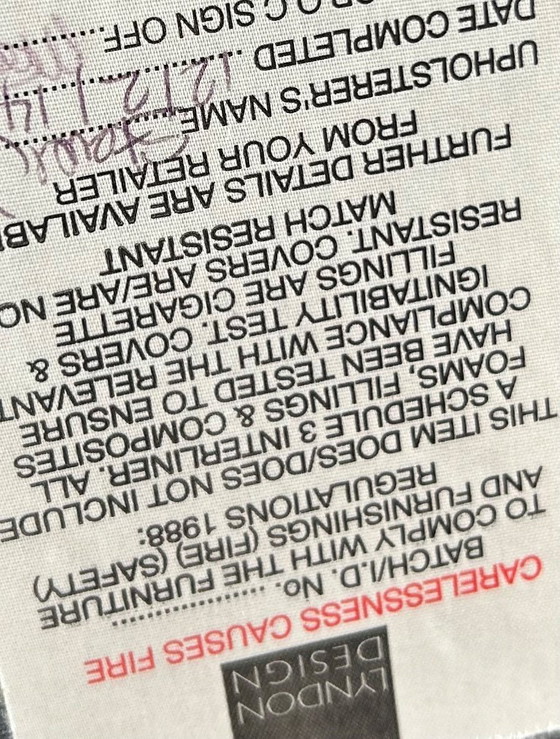 LYNDON
DESIGN
CARELESSNESS CAUSES FIRE
BATCH/I.D. No. ................
TO COMPLY WITH THE FURNITURE
AND FURNISHINGS (FIRE) (SAFETY)
REGULATIONS 1988:
THIS ITEM DOES/DOES NOT INCLUDE
A SCHEDULE 3 INTERLINER. ALL
FOAMS, FILLINGS & COMPOSITES
HAVE BEEN TESTED TO ENSURE
COMPLIANCE WITH THE RELEVANT
IGNITABILITY TEST. COVERS &
FILLINGS ARE CIGARETTE
RESISTANT. COVERS ARE/ARE NO
MATCH RESISTANT
FURTHER DETAILS ARE AVAILAB
FROM YOUR RETAILER
UPHOLSTERER'S NAME
DATE COMPLETED 12 | 2 | 14
C SIGN OFF